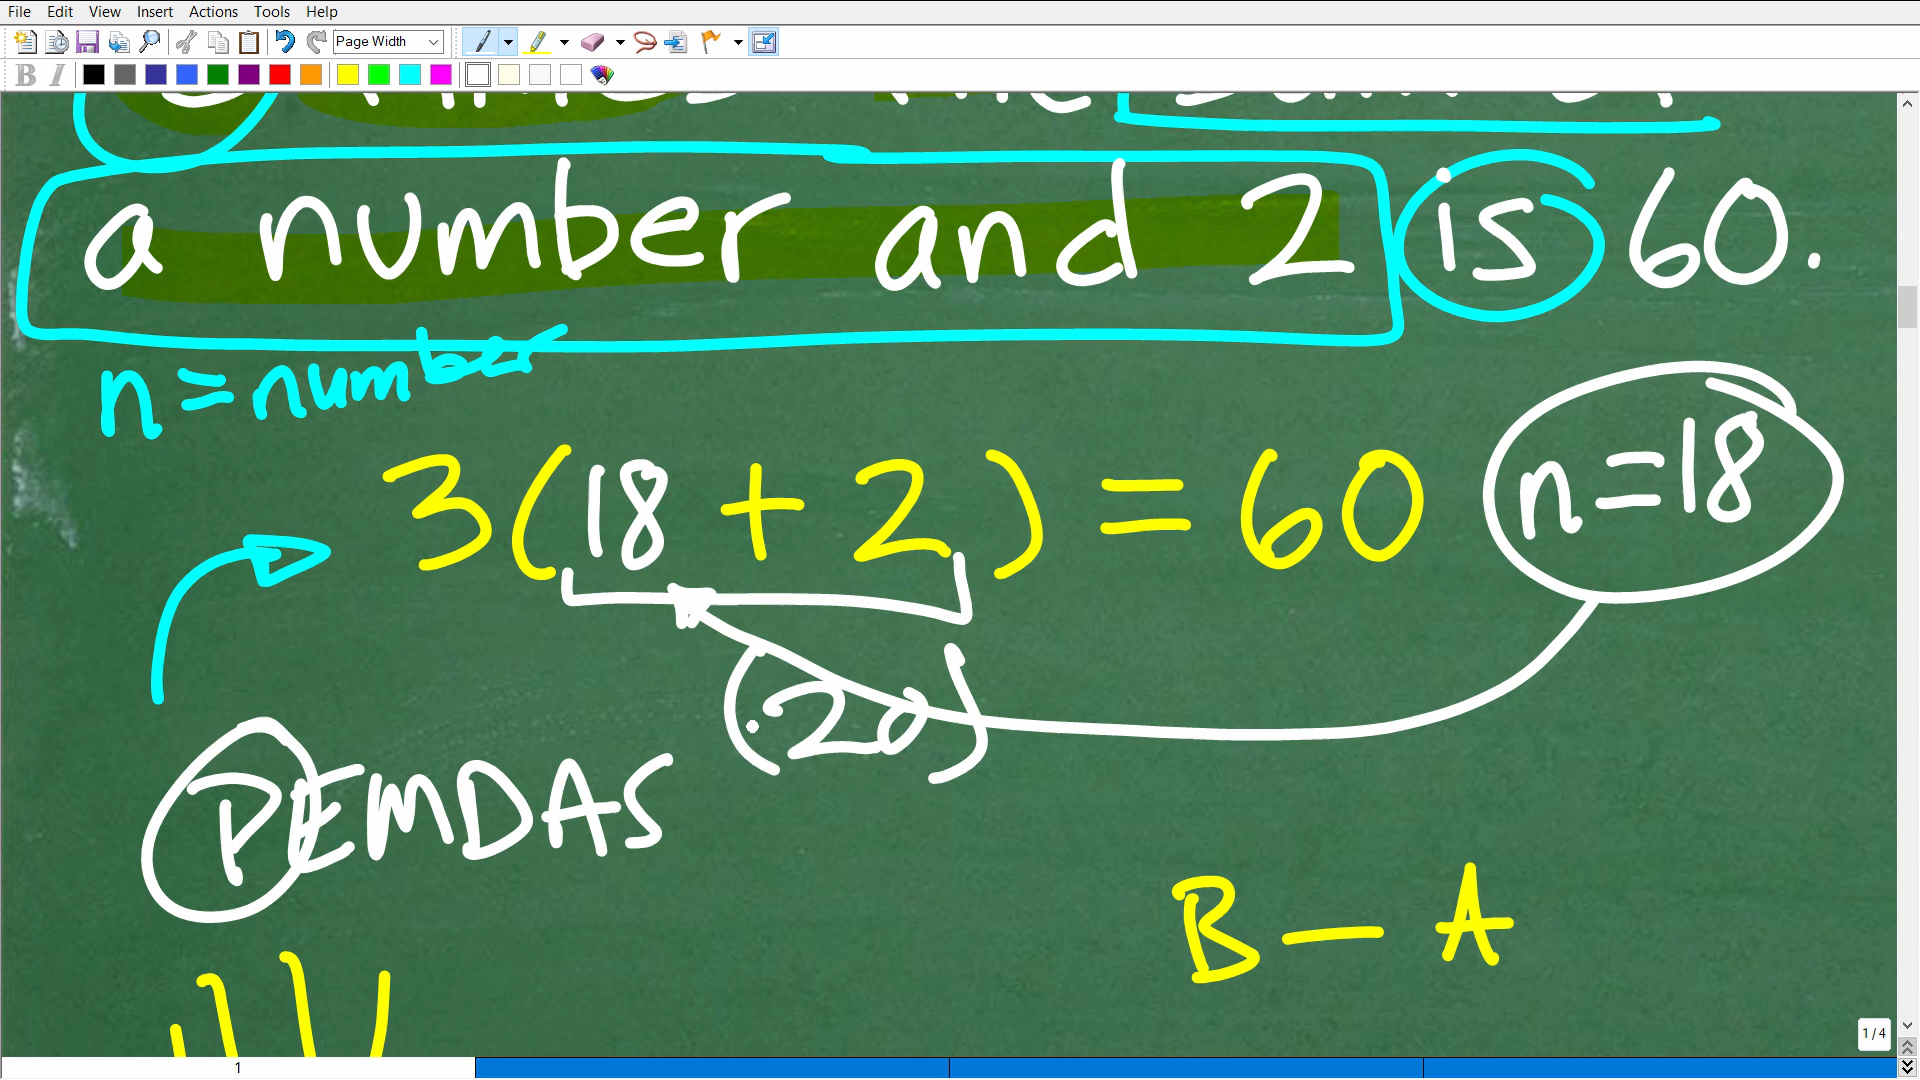 File Edit View Insert Actions Tools Help
Page Width
B I
a number and 2 is 60.
n = number
3(18 + 2) = 60
n = 18
(20)
PEMDAS
B — A
1 / 4
1